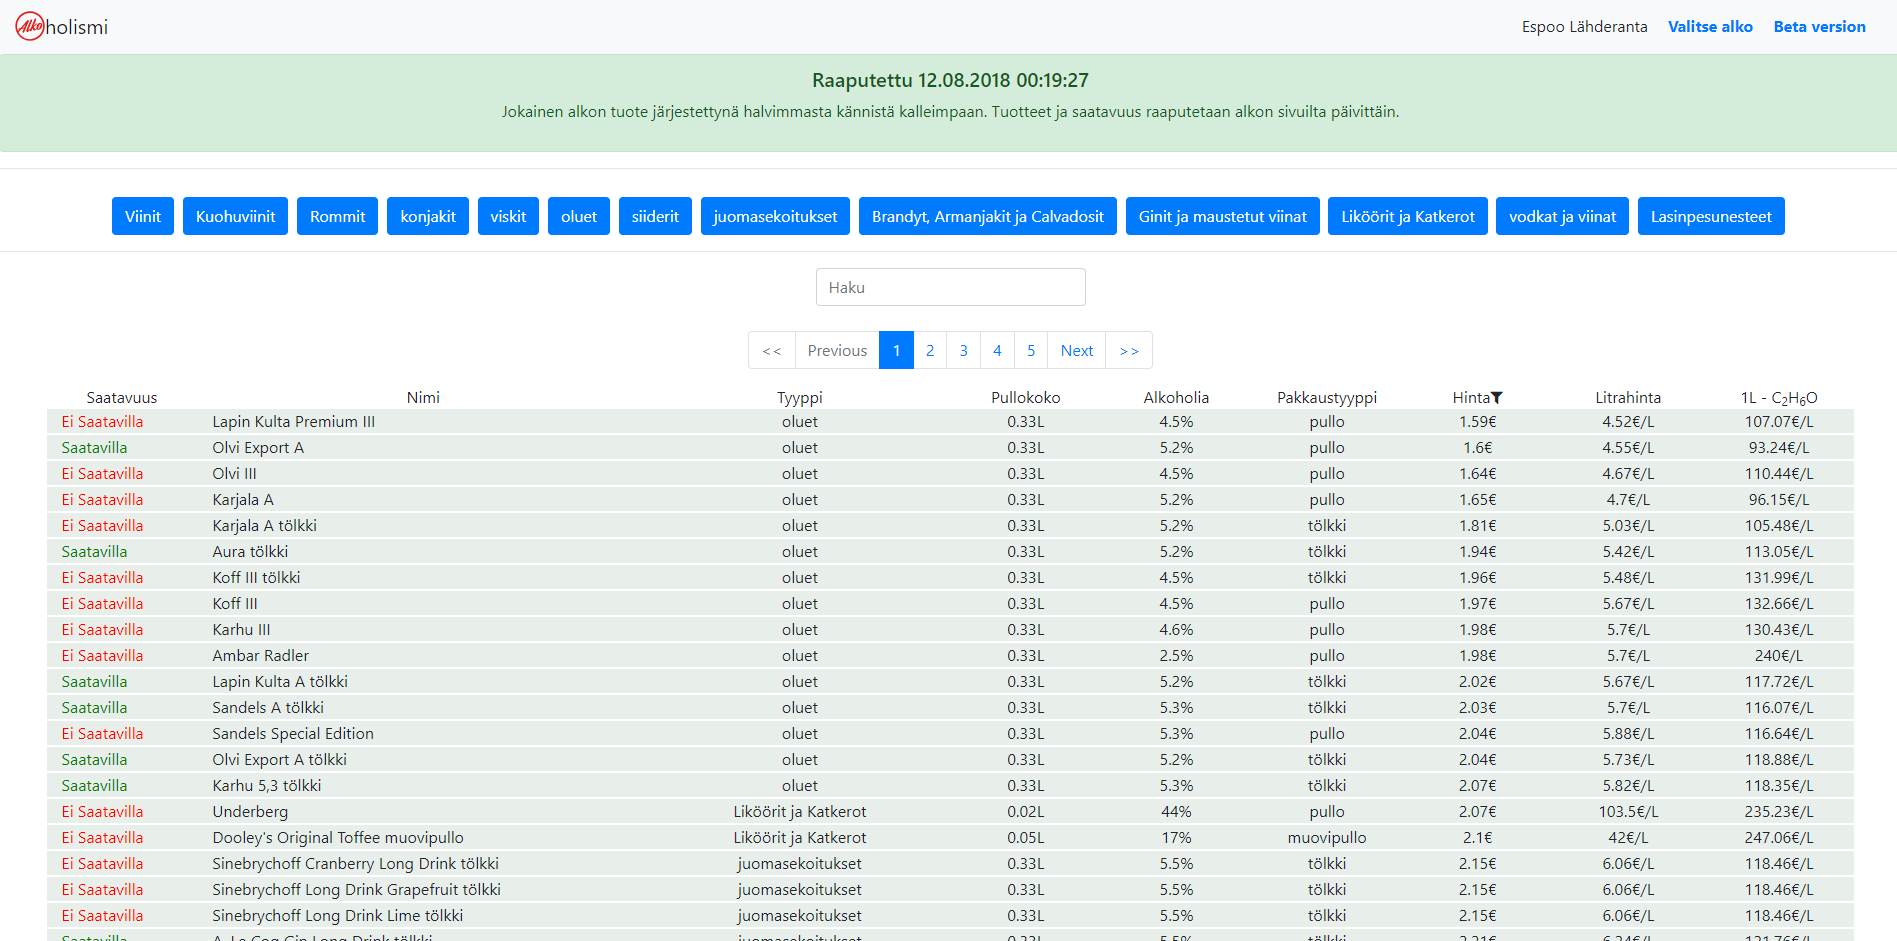 Alkoholismi Espoo Lähderanta Valitse alko Beta version
Raaputettu 12.08.2018 00:19:27
Jokainen alkon tuote järjestettynä halvimmasta kännistä kalleimpaan. Tuotteet ja saatavuus raaputetaan alkon sivuilta päivittäin.
Viinit Kuohuviinit Rommit konjakit viskit oluet siiderit juomasekoitukset Brandyt, Armanjakit ja Calvadosit Ginit ja maustetut viinat Liköörit ja Katkerot vodkat ja viinat Lasinpesunesteet
Haku
<< Previous 1 2 3 4 5 Next >>
Saatavuus Nimi Tyyppi Pullokoko Alkoholia Pakkaustyyppi Hinta Litrahinta 1L - C₂H₆O
Ei Saatavilla Lapin Kulta Premium III oluet 0.33L 4.5% pullo 1.59€ 4.52€/L 107.07€/L
Saatavilla Olvi Export A oluet 0.33L 5.2% pullo 1.6€ 4.55€/L 93.24€/L
Ei Saatavilla Olvi III oluet 0.33L 4.5% pullo 1.64€ 4.67€/L 110.44€/L
Ei Saatavilla Karjala A oluet 0.33L 5.2% pullo 1.65€ 4.7€/L 96.15€/L
Ei Saatavilla Karjala A tölkki oluet 0.33L 5.2% tölkki 1.81€ 5.03€/L 105.48€/L
Saatavilla Aura tölkki oluet 0.33L 5.2% tölkki 1.94€ 5.42€/L 113.05€/L
Ei Saatavilla Koff III tölkki oluet 0.33L 4.5% tölkki 1.96€ 5.48€/L 131.99€/L
Ei Saatavilla Koff III oluet 0.33L 4.5% pullo 1.97€ 5.67€/L 132.66€/L
Ei Saatavilla Karhu III oluet 0.33L 4.6% pullo 1.98€ 5.7€/L 130.43€/L
Ei Saatavilla Ambar Radler oluet 0.33L 2.5% pullo 1.98€ 5.7€/L 240€/L
Saatavilla Lapin Kulta A tölkki oluet 0.33L 5.2% tölkki 2.02€ 5.67€/L 117.72€/L
Saatavilla Sandels A tölkki oluet 0.33L 5.3% tölkki 2.03€ 5.7€/L 116.07€/L
Ei Saatavilla Sandels Special Edition oluet 0.33L 5.3% pullo 2.04€ 5.88€/L 116.64€/L
Saatavilla Olvi Export A tölkki oluet 0.33L 5.2% tölkki 2.04€ 5.73€/L 118.88€/L
Saatavilla Karhu 5,3 tölkki oluet 0.33L 5.3% tölkki 2.07€ 5.82€/L 118.35€/L
Ei Saatavilla Underberg Liköörit ja Katkerot 0.02L 44% pullo 2.07€ 103.5€/L 235.23€/L
Ei Saatavilla Dooley's Original Toffee muovipullo Liköörit ja Katkerot 0.05L 17% muovipullo 2.1€ 42€/L 247.06€/L
Ei Saatavilla Sinebrychoff Cranberry Long Drink tölkki juomasekoitukset 0.33L 5.5% tölkki 2.15€ 6.06€/L 118.46€/L
Ei Saatavilla Sinebrychoff Long Drink Grapefruit tölkki juomasekoitukset 0.33L 5.5% tölkki 2.15€ 6.06€/L 118.46€/L
Ei Saatavilla Sinebrychoff Long Drink Lime tölkki juomasekoitukset 0.33L 5.5% tölkki 2.15€ 6.06€/L 118.46€/L
Saatavilla A. Le Coq Gin Long Drink tölkki juomasekoitukset 0.33L 5.5% tölkki